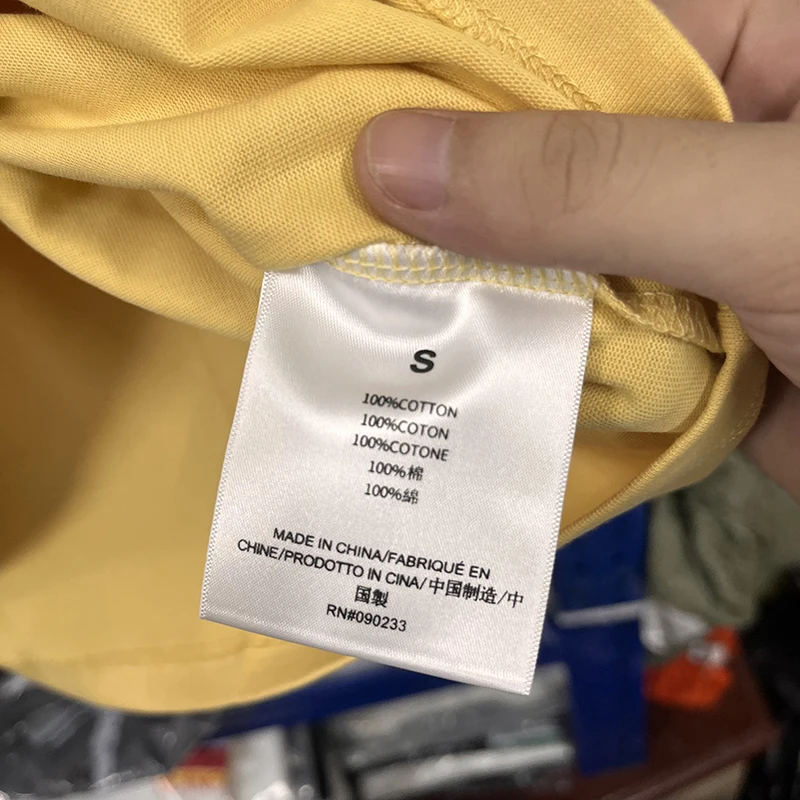 S
100%COTTON
100%COTON
100%COTONE
100%棉
100%綿
MADE IN CHINA/FABRIQUÉ EN
CHINE/PRODOTTO IN CINA/中国制造/中
国製
RN#090233